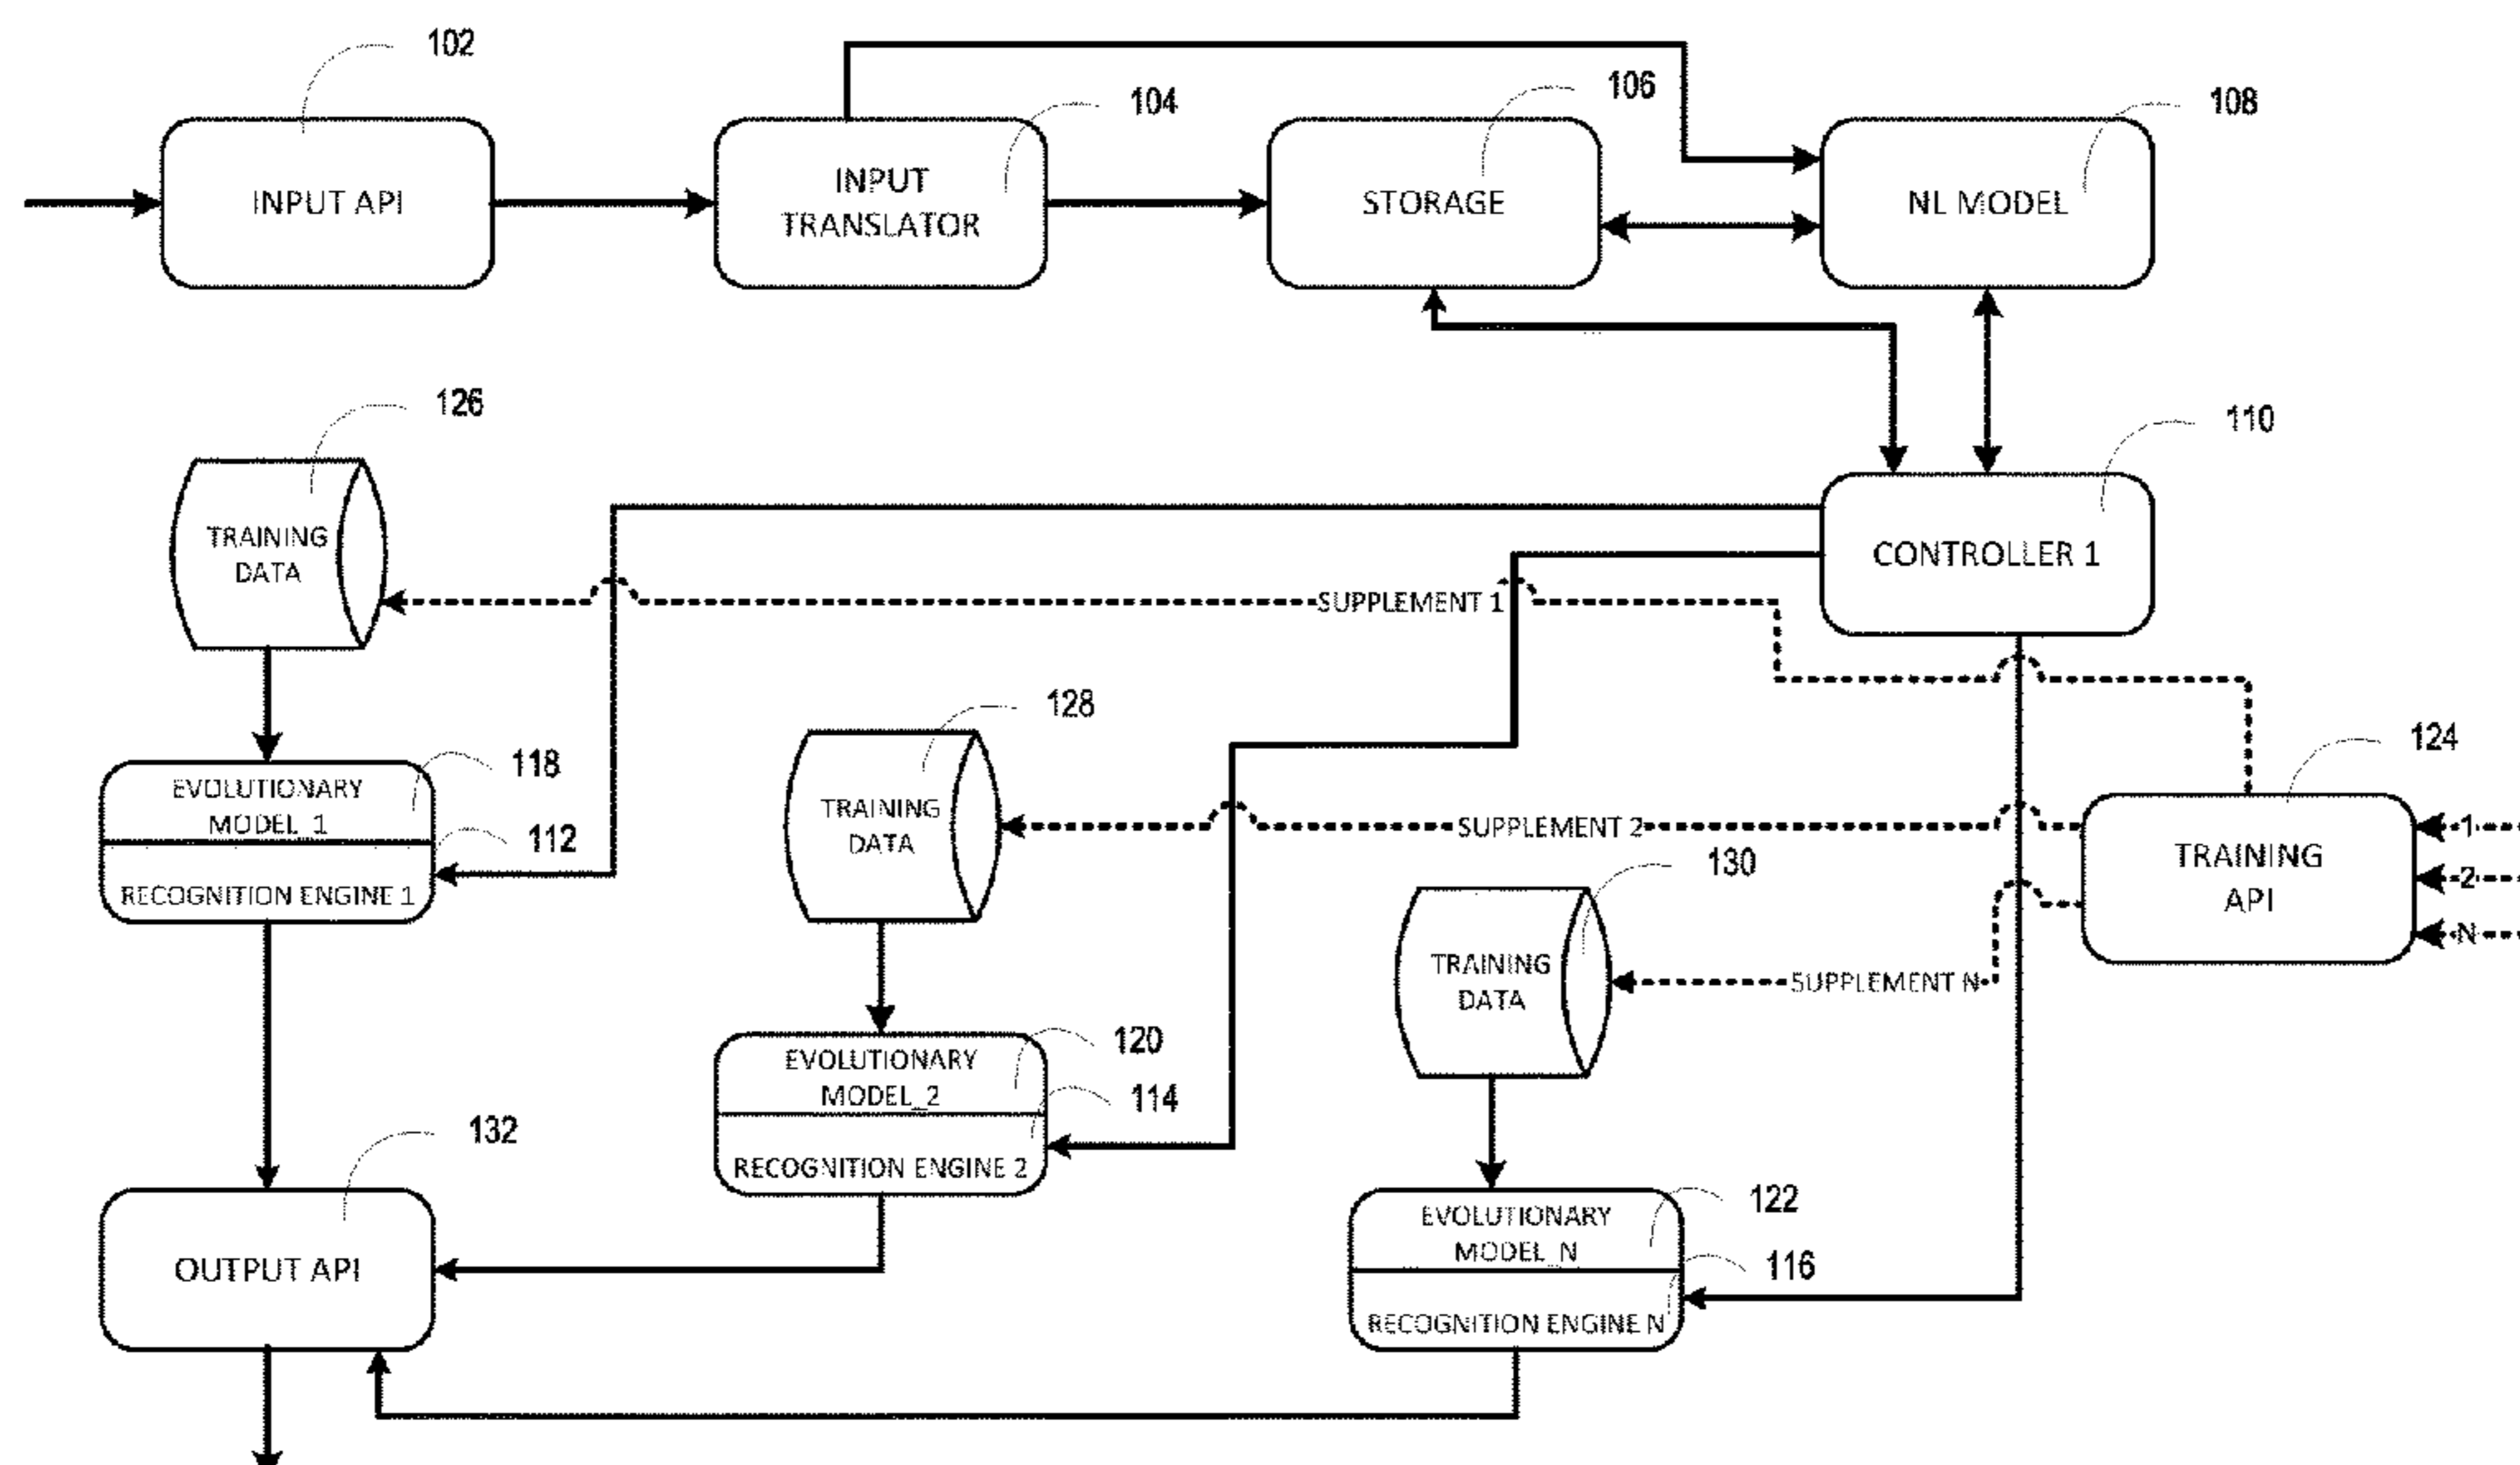 102
104
106
108
INPUT API
INPUT
TRANSLATOR
STORAGE
NL MODEL
126
110
TRAINING
DATA
CONTROLLER 1
SUPPLEMENT 1
128
124
118
EVOLUTIONARY
MODEL_1
112
RECOGNITION ENGINE 1
TRAINING
DATA
SUPPLEMENT 2
130
TRAINING
API
1
2
N
TRAINING
DATA
SUPPLEMENT N
120
EVOLUTIONARY
MODEL_2
114
RECOGNITION ENGINE 2
132
OUTPUT API
122
EVOLUTIONARY
MODEL_N
116
RECOGNITION ENGINE N